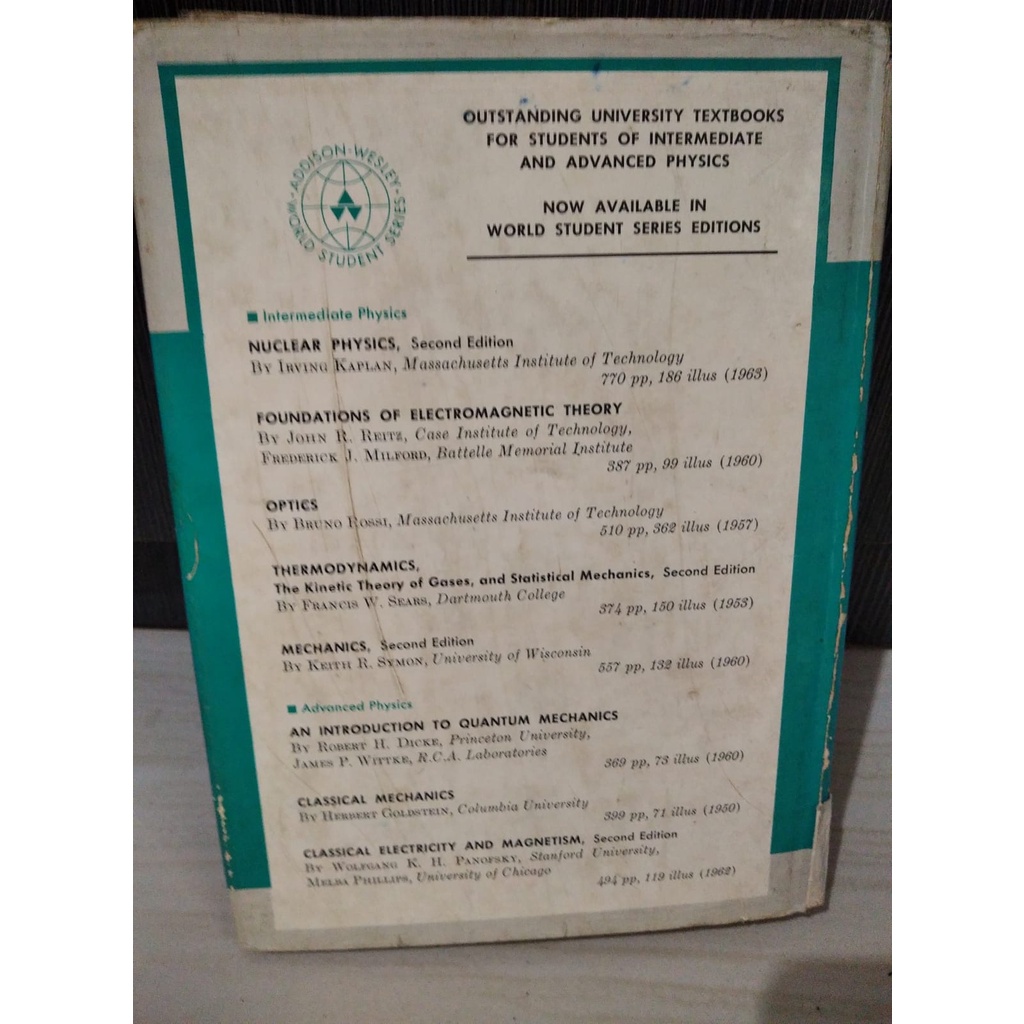 ADDISON-WESLEY
WORLD STUDENT SERIES
OUTSTANDING UNIVERSITY TEXTBOOKS
FOR STUDENTS OF INTERMEDIATE
AND ADVANCED PHYSICS
NOW AVAILABLE IN
WORLD STUDENT SERIES EDITIONS
■ Intermediate Physics
NUCLEAR PHYSICS, Second Edition
By IRVING KAPLAN, Massachusetts Institute of Technology
770 pp, 186 illus (1963)
FOUNDATIONS OF ELECTROMAGNETIC THEORY
By JOHN R. REITZ, Case Institute of Technology,
FREDERICK J. MILFORD, Battelle Memorial Institute
387 pp, 99 illus (1960)
OPTICS
By BRUNO ROSSI, Massachusetts Institute of Technology
510 pp, 362 illus (1957)
THERMODYNAMICS,
The Kinetic Theory of Gases, and Statistical Mechanics, Second Edition
By FRANCIS W. SEARS, Dartmouth College
374 pp, 150 illus (1953)
MECHANICS, Second Edition
By KEITH R. SYMON, University of Wisconsin
557 pp, 132 illus (1960)
■ Advanced Physics
AN INTRODUCTION TO QUANTUM MECHANICS
By ROBERT H. DICKE, Princeton University,
JAMES P. WITTKE, R.C.A. Laboratories
369 pp, 73 illus (1960)
CLASSICAL MECHANICS
By HERBERT GOLDSTEIN, Columbia University
399 pp, 71 illus (1950)
CLASSICAL ELECTRICITY AND MAGNETISM, Second Edition
By WOLFGANG K. H. PANOFSKY, Stanford University,
MELBA PHILLIPS, University of Chicago
494 pp, 119 illus (1962)